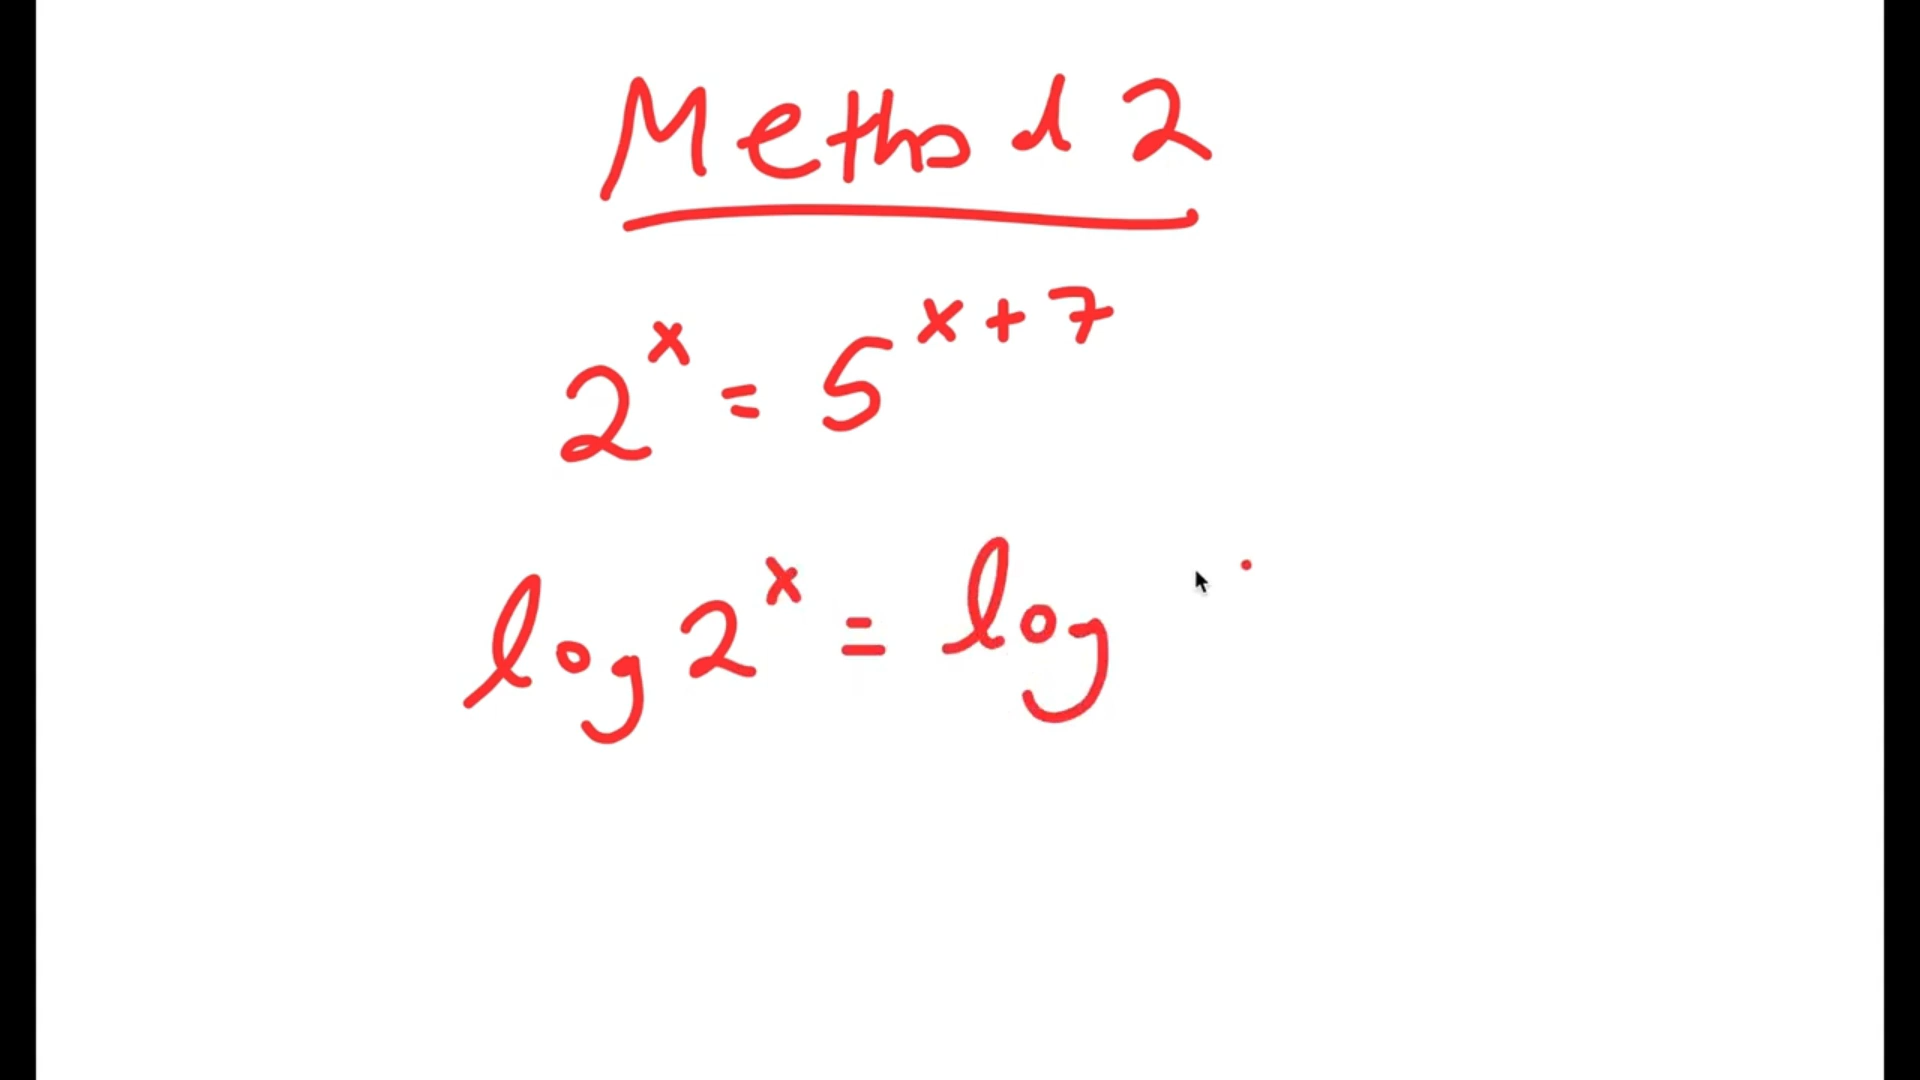 Method 2
2^x = 5^{x+7}
log 2^x = log